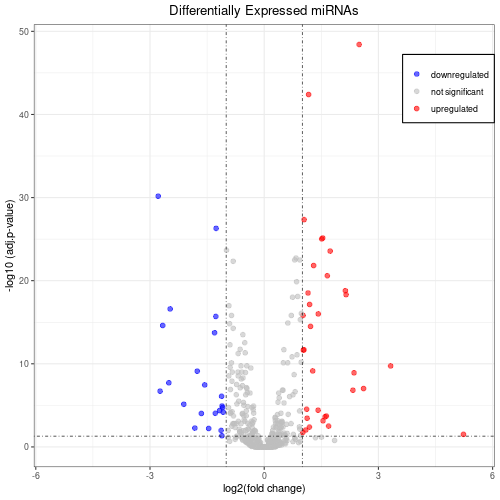 Differentially Expressed miRNAs
50
40
30
20
10
0
-log10 (adj.p-value)
downregulated
not significant
upregulated
-6
-3
0
3
6
log2(fold change)